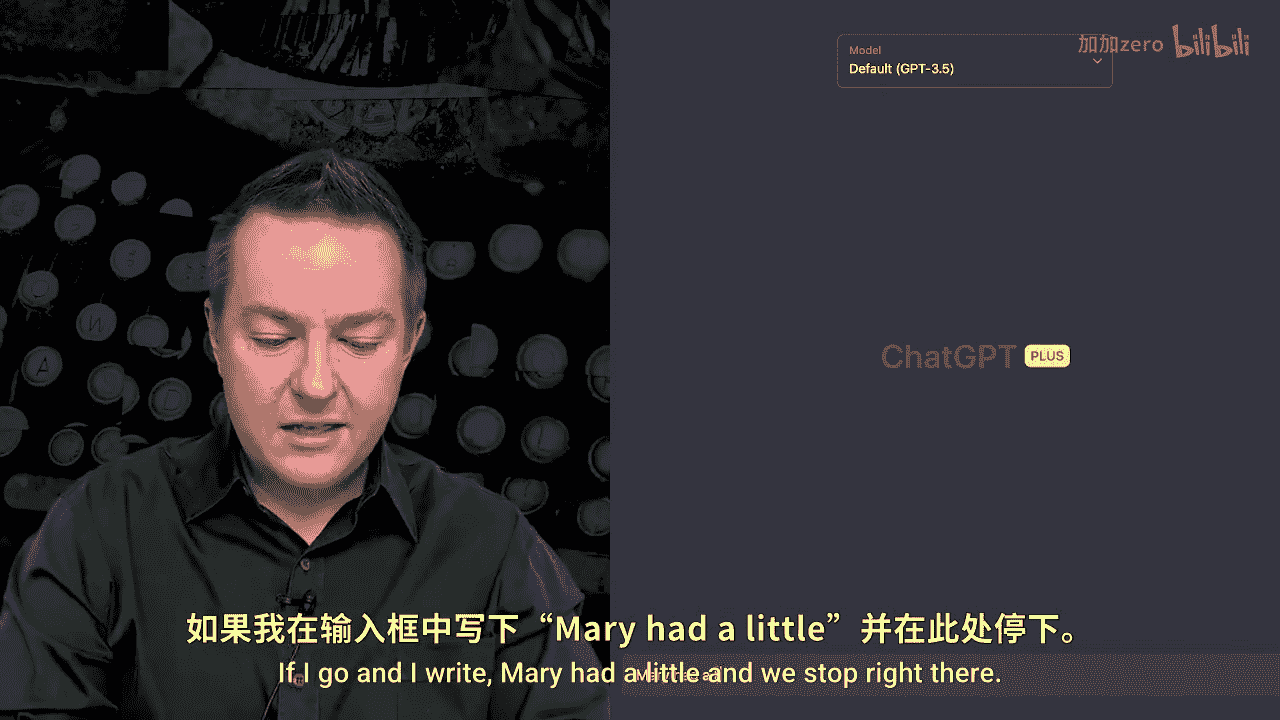 加加zero bilibili
Model
Default (GPT-3.5)
ChatGPT PLUS
如果我在输入框中写下“Mary had a little”并在此处停下。
If I go and I write, Mary had a little and we stop right there.